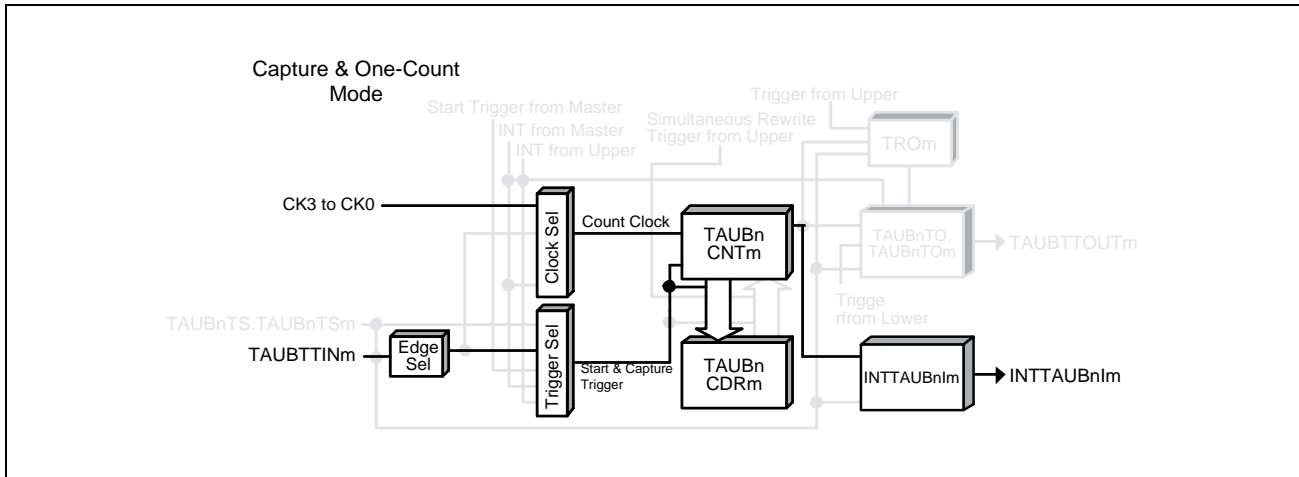 Capture & One-Count
Mode
Trigger from Upper
Start Trigger from Master
Simultaneous Rewrite
Trigger from Upper
INT from Master
INT from Upper
TROm
CK3 to CK0
Clock Sel
Count Clock
TAUBn
CNTm
TAUBnTO.
TAUBnTOm
TAUBTTOUTm
Trigge
rfrom Lower
TAUBnTS.TAUBnTSm
TAUBTTINm
Edge
Sel
Trigger Sel
Start & Capture
Trigger
TAUBn
CDRm
INTTAUBnIm
INTTAUBnIm